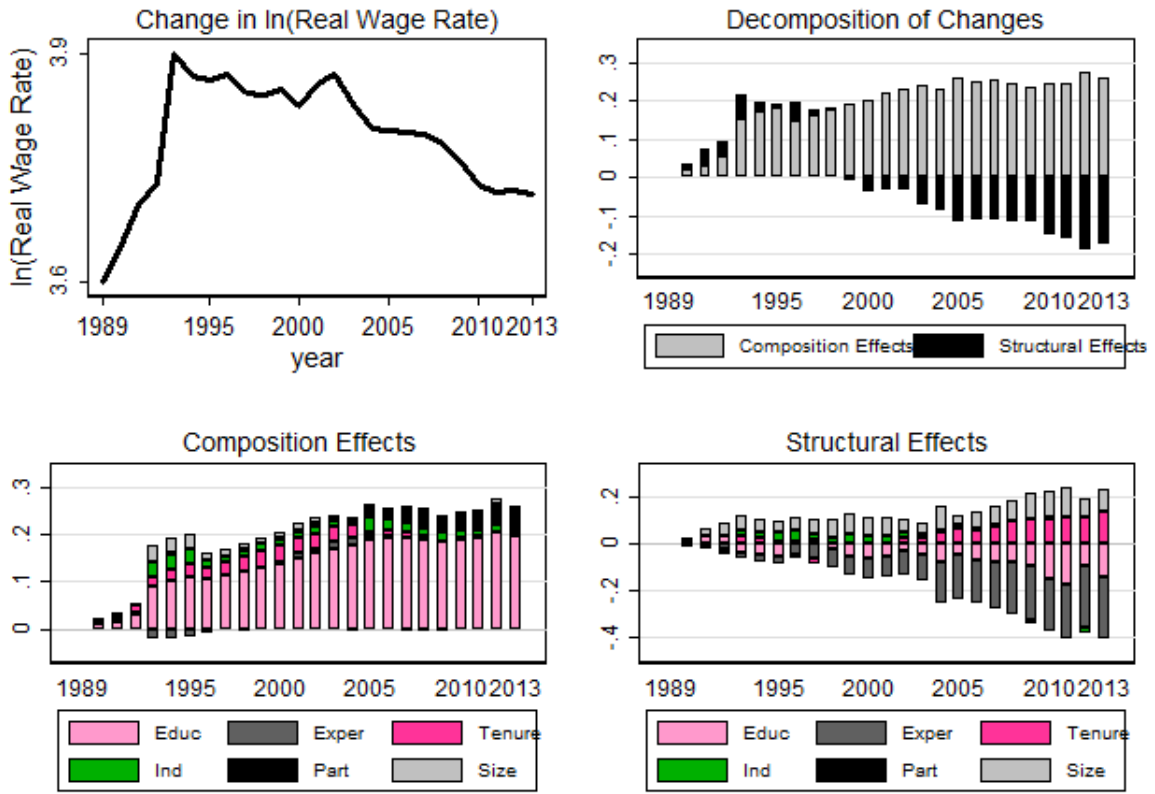 Change in ln(Real Wage Rate)
ln(Real Wage Rate)
3.9
3.6
1989 1995 2000 2005 2010 2013
year
Decomposition of Changes
.3
.2
.1
0
-.1
-.2
1989 1995 2000 2005 2010 2013
Composition Effects Structural Effects
Composition Effects
.3
.2
.1
0
1989 1995 2000 2005 2010 2013
Educ Exper Tenure
Ind Part Size
Structural Effects
0.2
0
-.2
-.4
1989 1995 2000 2005 2010 2013
Educ Exper Tenure
Ind Part Size